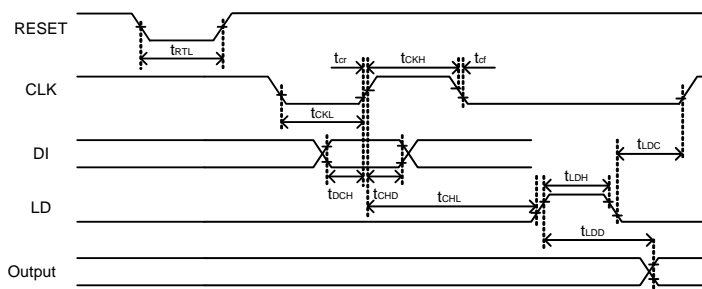 RESET
tRTL
tcr
tCKH
tcf
CLK
tCKL
DI
tLDC
tDCH
tCHD
tLDH
tCHL
LD
tLDD
Output